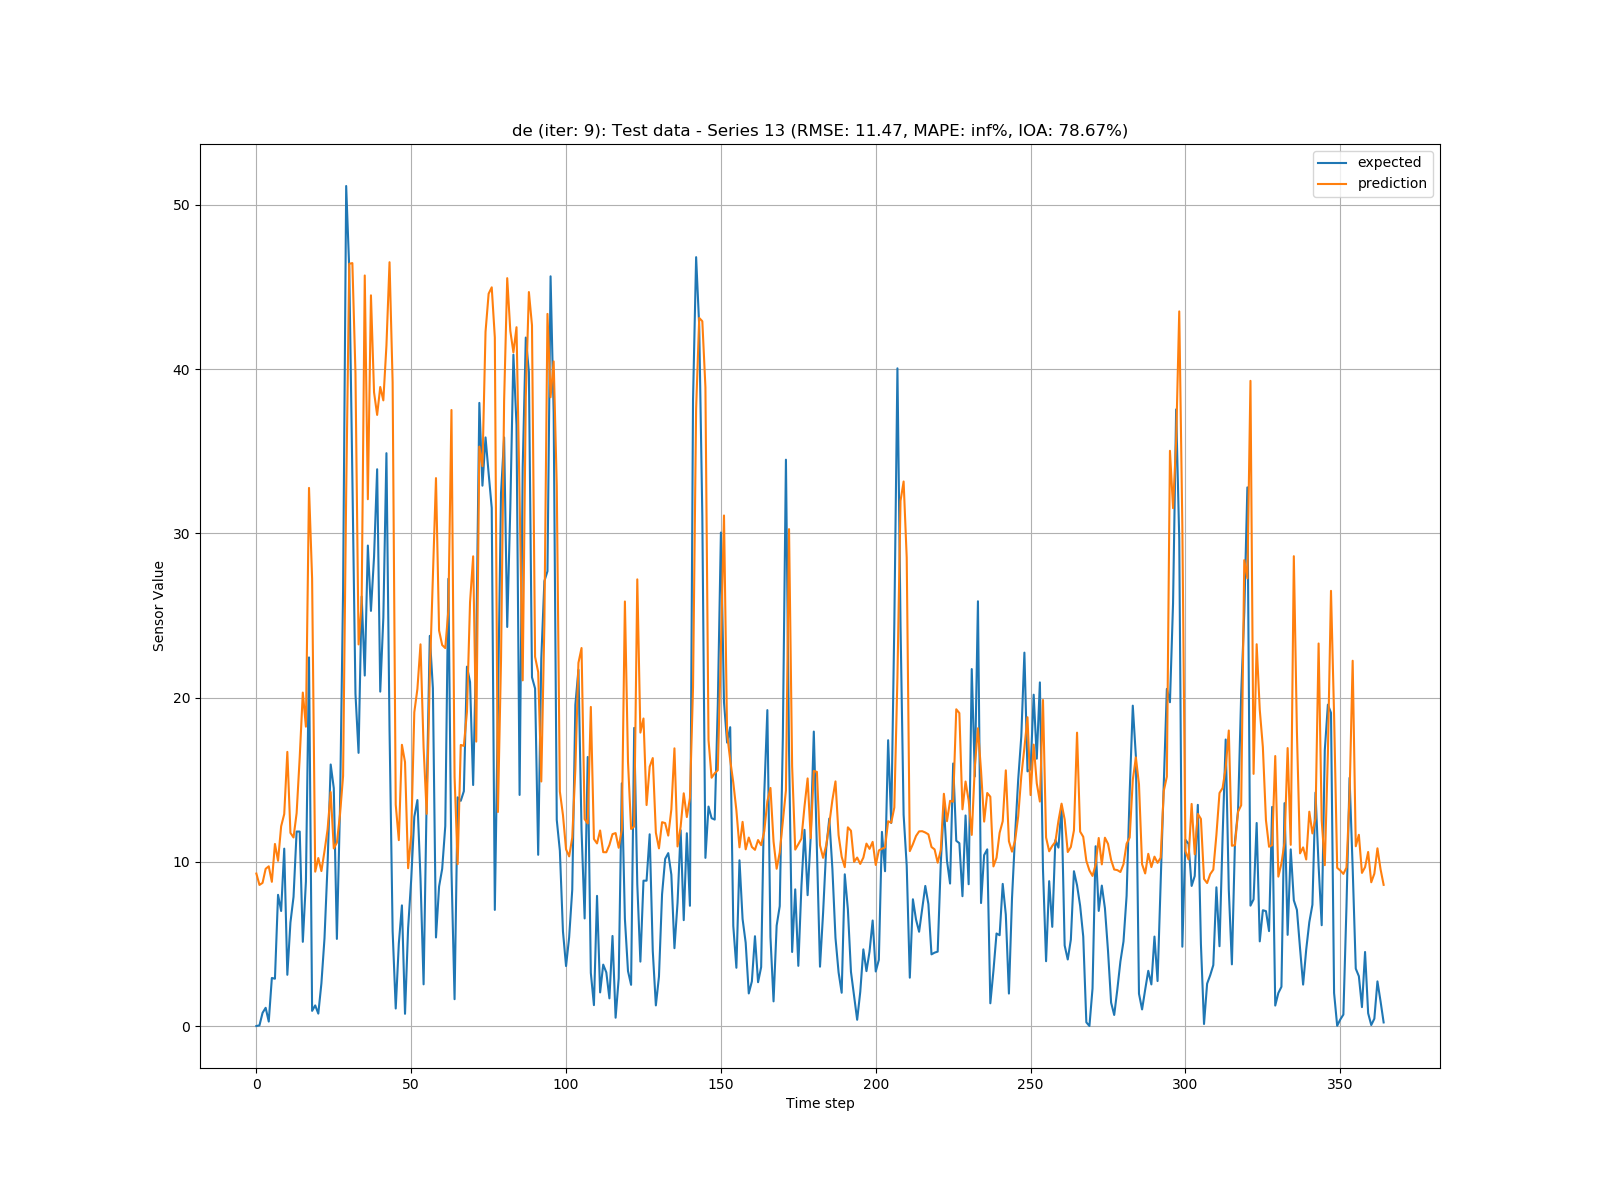 de (iter: 9): Test data - Series 13 (RMSE: 11.47, MAPE: inf%, IOA: 78.67%)
expected
prediction
50
40
30
20
10
0
Sensor Value
0 50 100 150 200 250 300 350
Time step